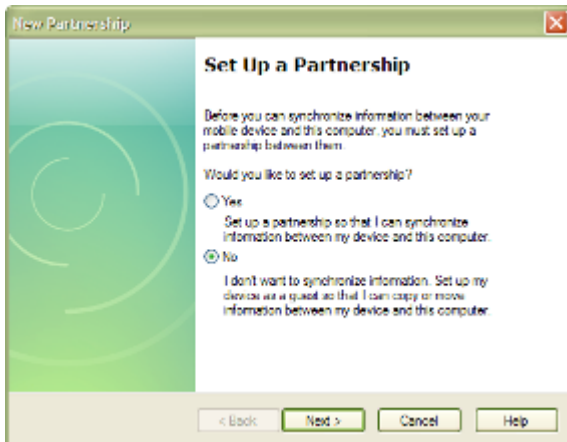 New Partnership
Set Up a Partnership
Before you can synchronize information between your
mobile device and this computer, you must set up a
partnership between them.
Would you like to set up a partnership?
Yes
Set up a partnership so that I can synchronize
information between my device and this computer.
No
I don't want to synchronize information. Set up my
device as a guest so that I can copy or move
information between my device and this computer.
< Back
Next >
Cancel
Help